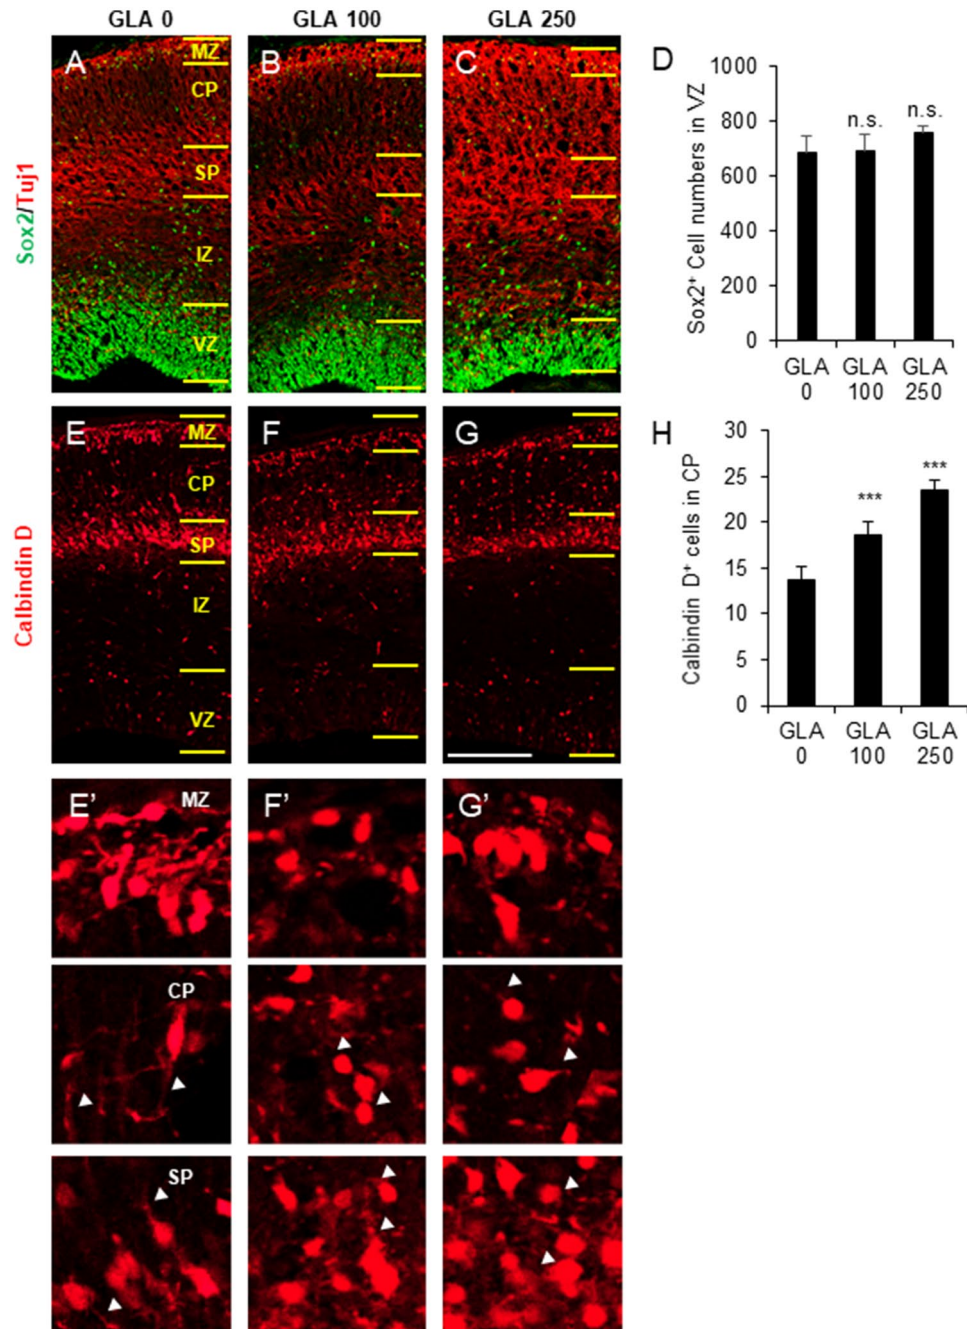 GLA 0 GLA 100 GLA 250
Sox2/Tuj1
A MZ
CP
SP
IZ
VZ
B
C
D
Sox2+ Cell numbers in VZ
1000
800
600
400
200
0
n.s.
n.s.
GLA GLA GLA
0 100 250
Calbindin D
E MZ
CP
SP
IZ
VZ
F
G
H
Calbindin D+ cells in CP
30
25
20
15
10
5
0
***
***
GLA GLA GLA
0 100 250
E’ MZ
F’
G’
CP
SP